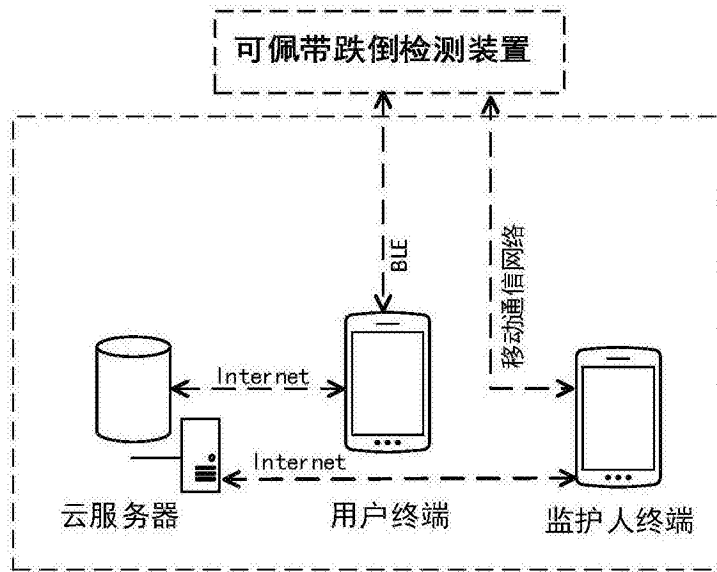 可佩带跌倒检测装置
BLE
移动通信网络
Internet
Internet
云服务器
用户终端
监护人终端